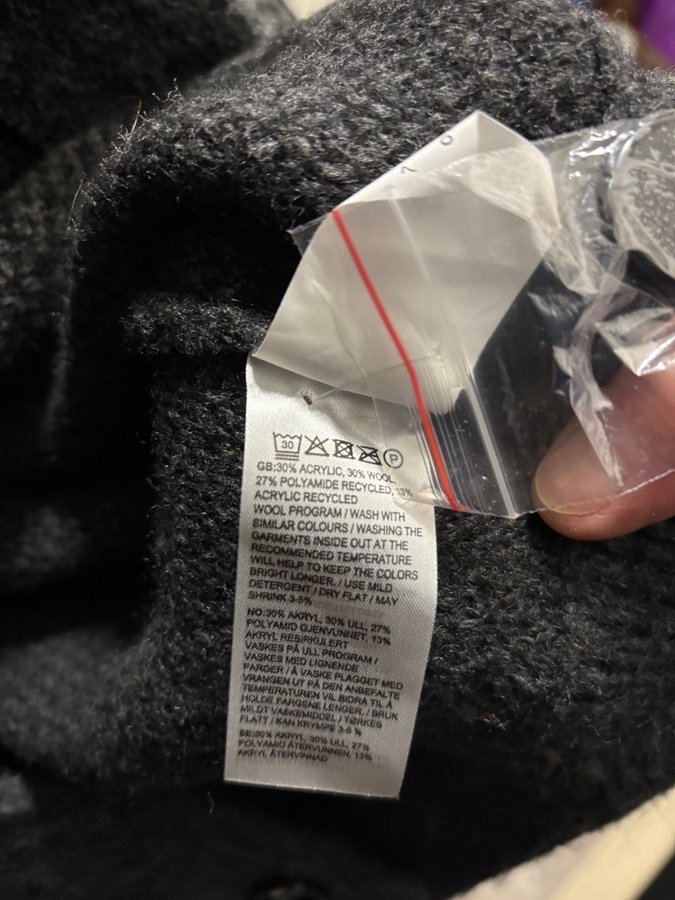 30 P
GB:30% ACRYLIC, 30% WOOL,
27% POLYAMIDE RECYCLED, 13%
ACRYLIC RECYCLED
WOOL PROGRAM / WASH WITH
SIMILAR COLOURS / WASHING THE
GARMENTS INSIDE OUT AT THE
RECOMMENDED TEMPERATURE
WILL HELP TO KEEP THE COLORS
BRIGHT LONGER. / USE MILD
DETERGENT / DRY FLAT / MAY
SHRINK 3-5%
NO:30% AKRYL, 30% ULL, 27%
POLYAMID GJENVUNNET, 13%
AKRYL RESIRKULERT
VASKES PÅ ULL PROGRAM /
VASKES MED LIGNENDE
FARGER / Å VASKE PLAGGET MED
VRANGEN UT PÅ DEN ANBEFALTE
TEMPERATUREN VIL BIDRA TIL Å
HOLDE FARGENE LENGER. / BRUK
MILDT VASKEMIDDEL / TØRKES
FLATT / KAN KRYMPE 3-5 %
SE:30% AKRYL, 30% ULL, 27%
POLYAMID ÅTERVUNNEN, 13%
AKRYL ÅTERVINNAD